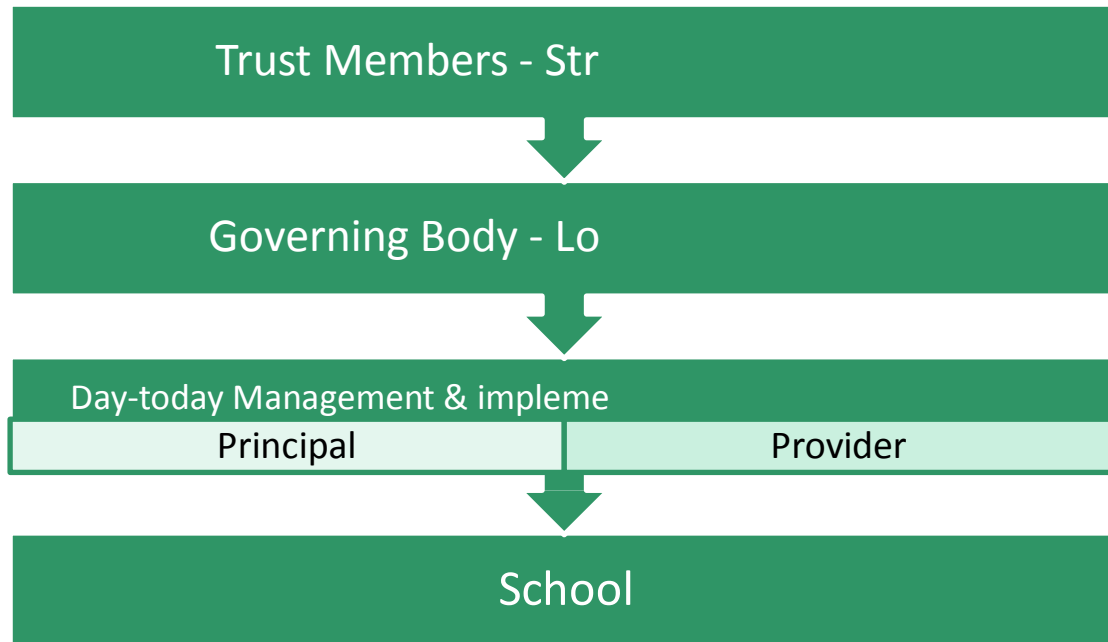 Trust Members - Str
Governing Body - Lo
Day-today Management & impleme
Principal
Provider
School